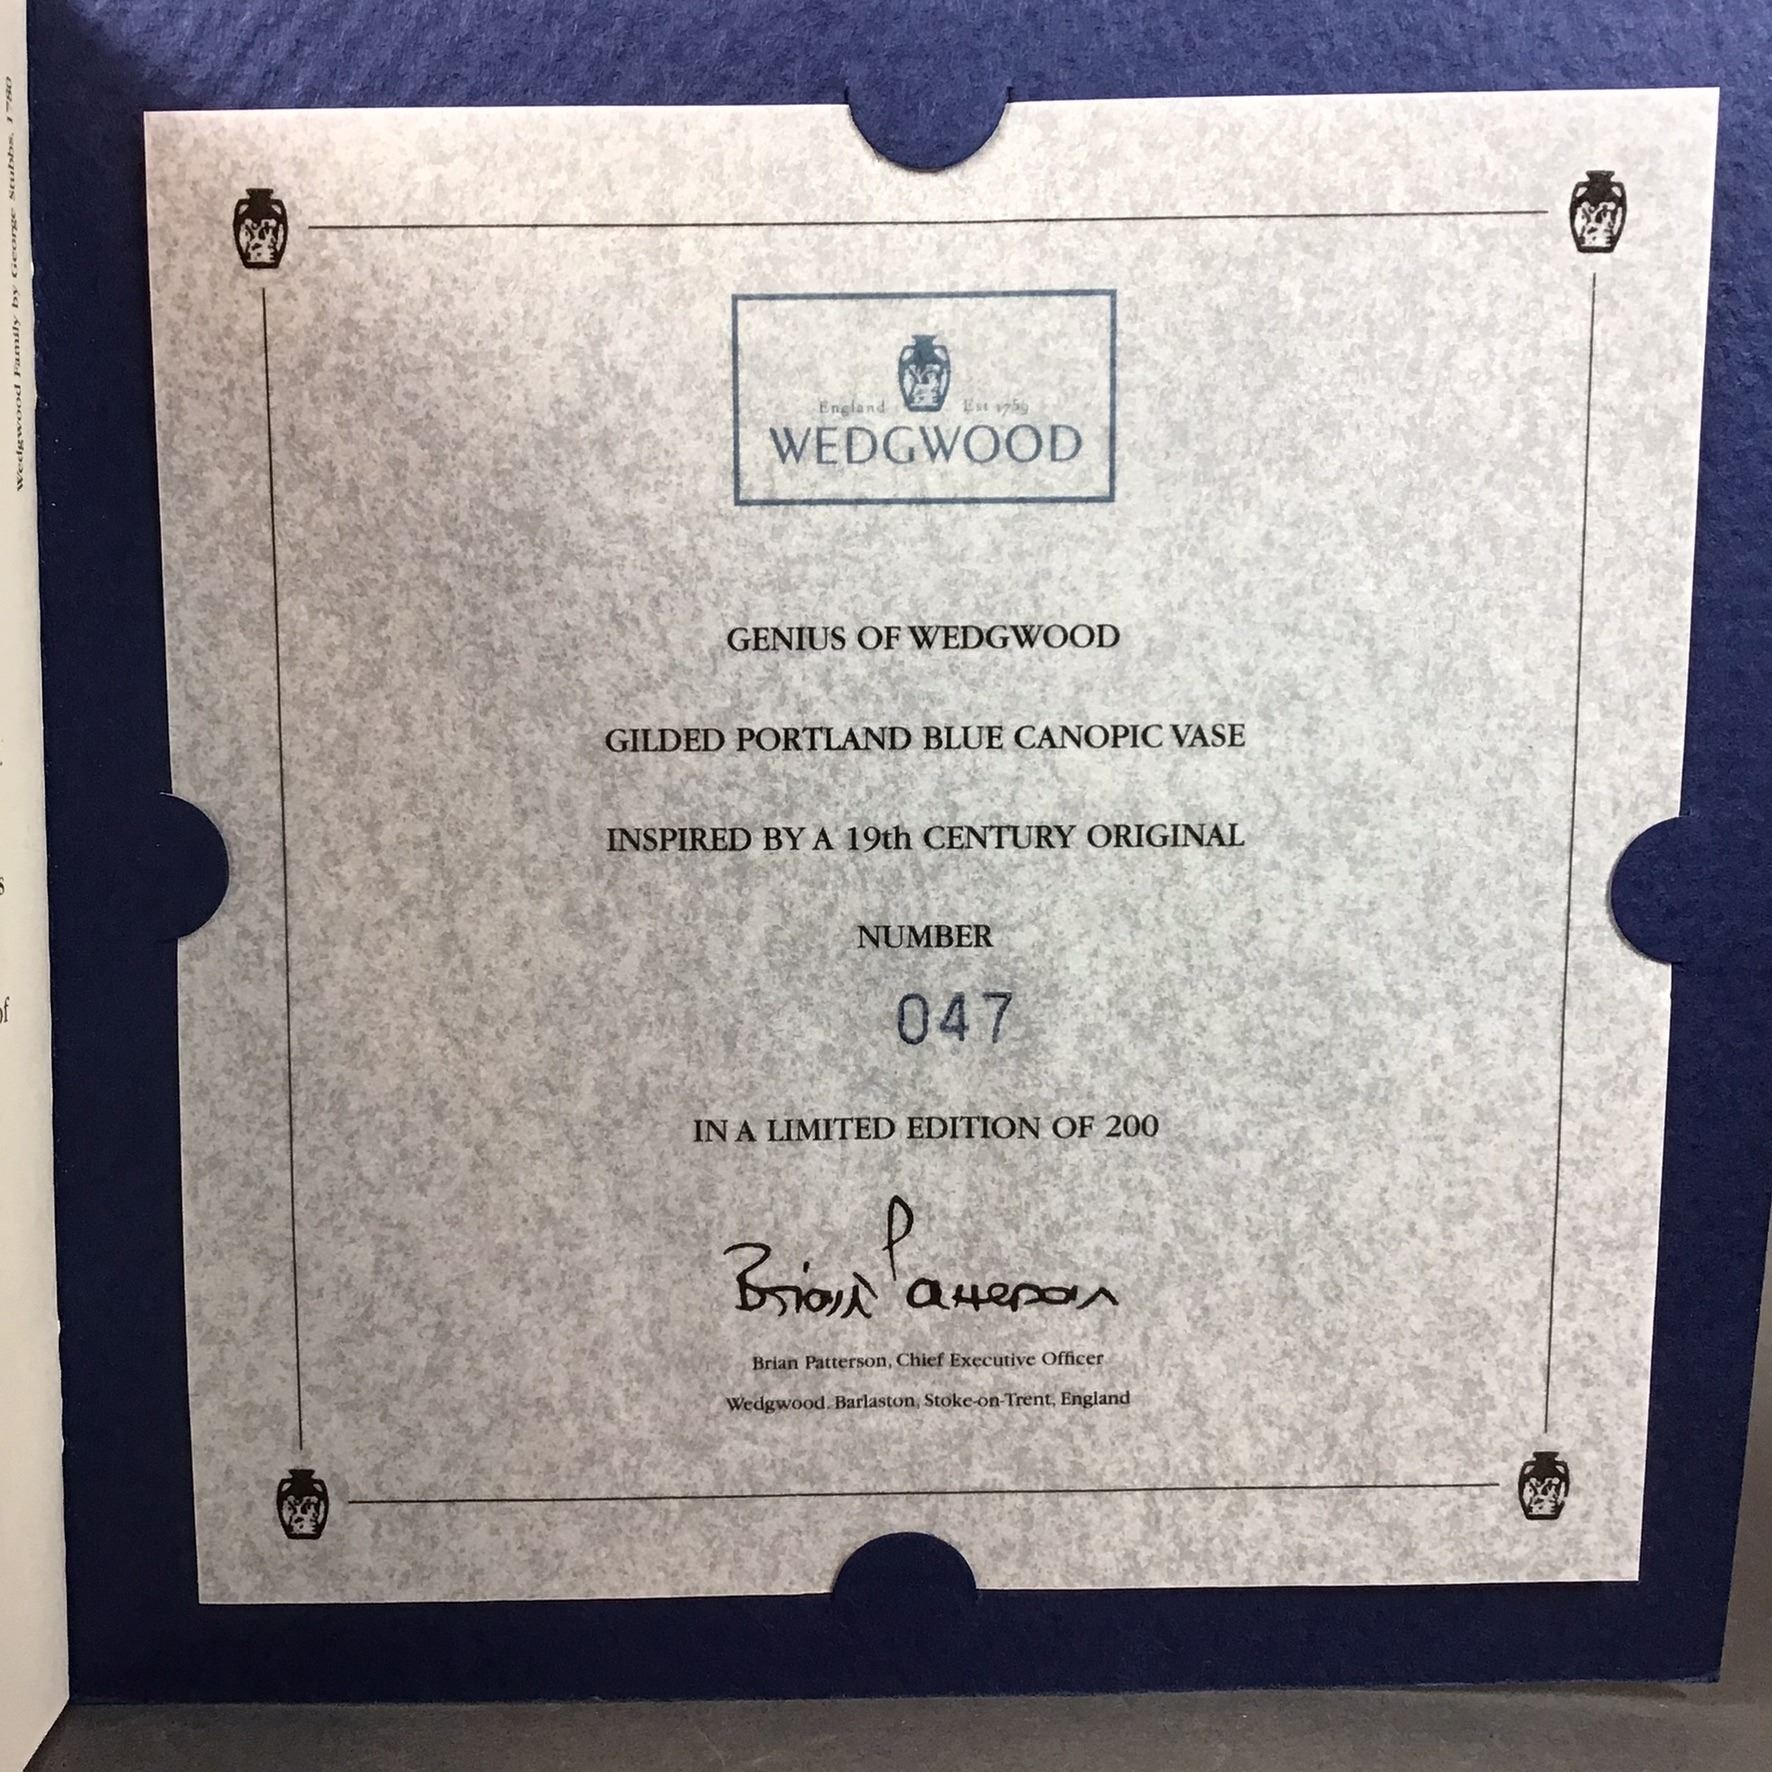 Wedgwood Family by George Stubbs, 1780
s
of
England Est 1759
WEDGWOOD
GENIUS OF WEDGWOOD
GILDED PORTLAND BLUE CANOPIC VASE
INSPIRED BY A 19th CENTURY ORIGINAL
NUMBER
047
IN A LIMITED EDITION OF 200
Brian Patterson
Brian Patterson, Chief Executive Officer
Wedgwood, Barlaston, Stoke-on-Trent, England